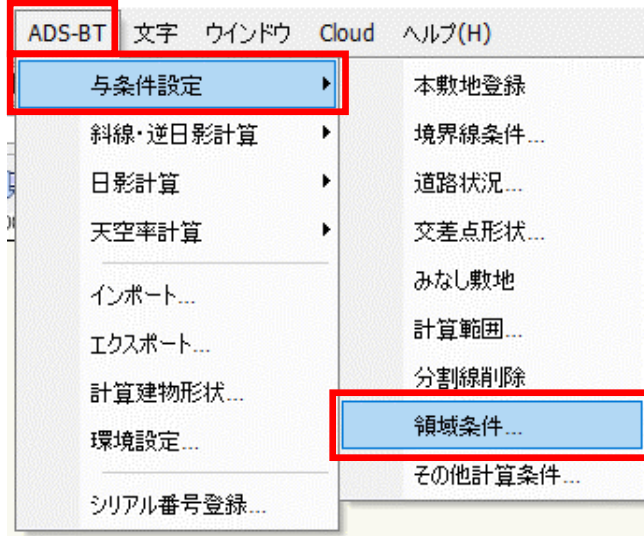 ADS-BT 文字 ウインドウ Cloud ヘルプ(H)
与条件設定
斜線・逆日影計算
日影計算
天空率計算
インポート...
エクスポート...
計算建物形状...
環境設定...
シリアル番号登録...
本敷地登録
境界線条件...
道路状況...
交差点形状...
みなし敷地
計算範囲...
分割線削除
領域条件...
その他計算条件...